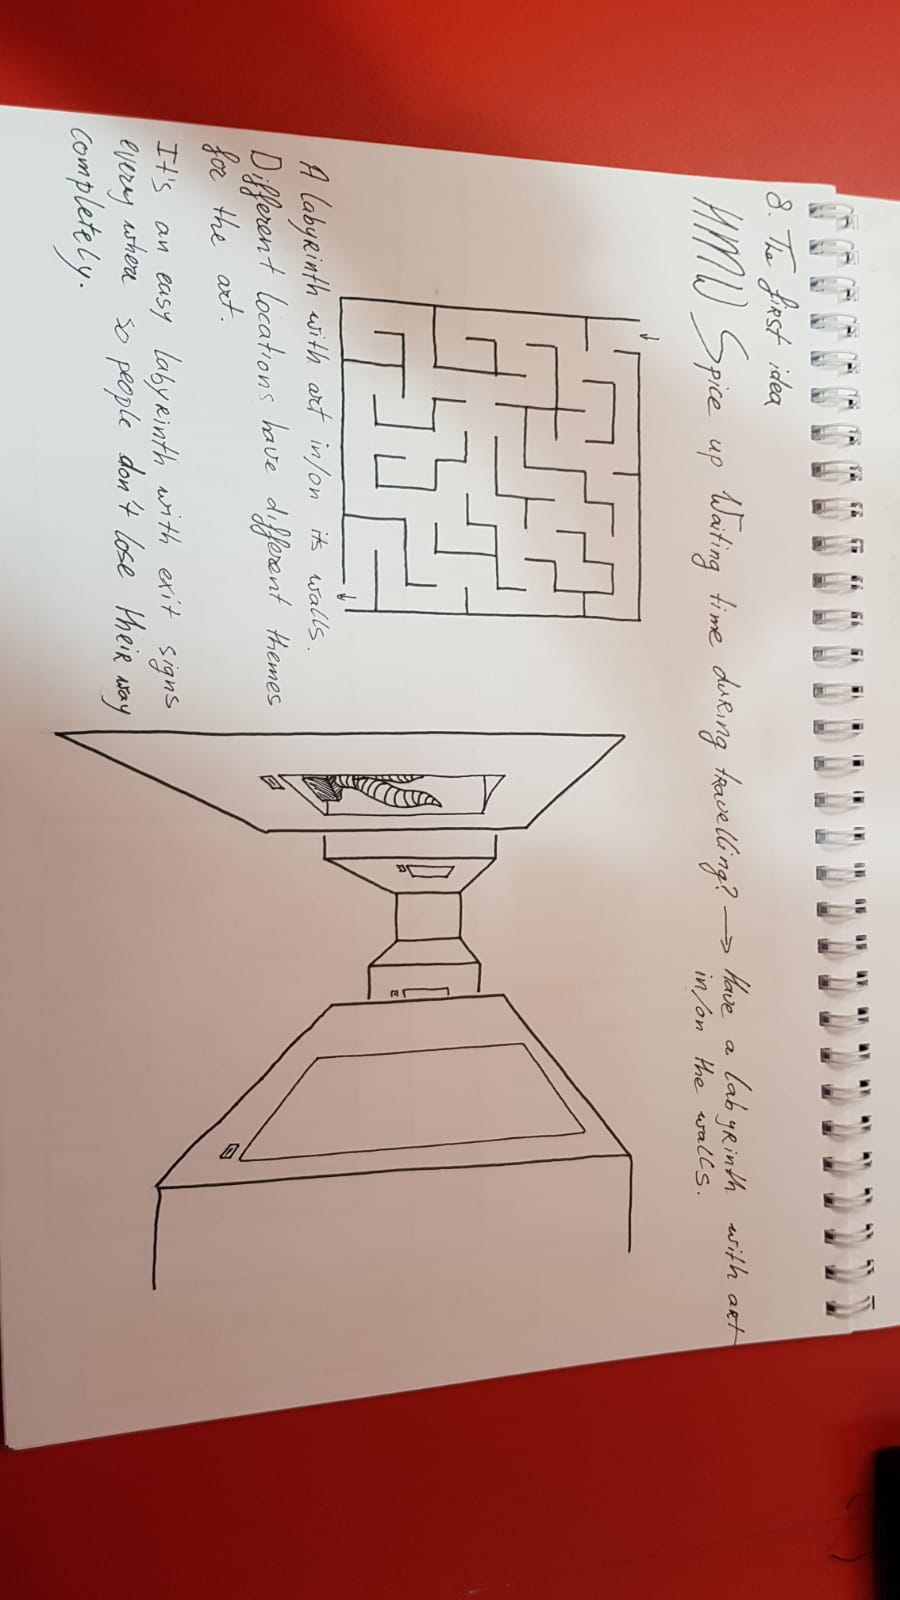 8. The first idea
HMW Spice up Waiting time during travelling? → Have a labyrinth with art
in/on the walls.
A labyrinth with art in/on its walls.
Different locations have different themes
for the art.
It's an easy labyrinth with exit signs
every where so people don't lose their way
completely.